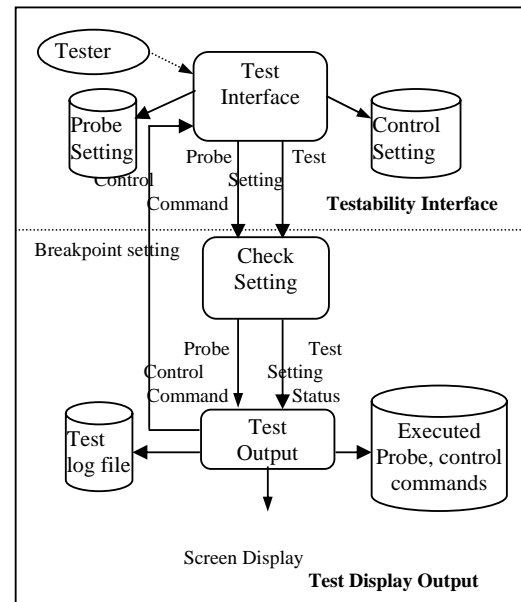 Tester
Test
Interface
Probe
Setting
Control
Setting
Probe Test
Control Setting
Command
Testability Interface
Breakpoint setting
Check
Setting
Probe Test
Control Setting
Command Status
Test
log file
Test
Output
Executed
Probe, control
commands
Screen Display
Test Display Output